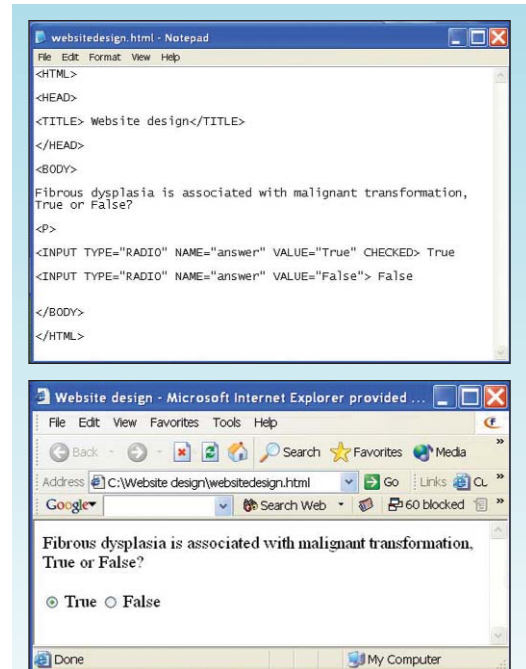 websitedesign.html - Notepad
File Edit Format View Help
<HTML>
<HEAD>
<TITLE> Website design</TITLE>
</HEAD>
<BODY>
Fibrous dysplasia is associated with malignant transformation,
True or False?
<P>
<INPUT TYPE="RADIO" NAME="answer" VALUE="True" CHECKED> True
<INPUT TYPE="RADIO" NAME="answer" VALUE="False"> False
</BODY>
</HTML>
Website design - Microsoft Internet Explorer provided ...
File Edit View Favorites Tools Help
Back Search Favorites Media »
Address C:\Website design\websitedesign.html Go Links CL »
Google Search Web 60 blocked »
Fibrous dysplasia is associated with malignant transformation,
True or False?
True False
Done My Computer